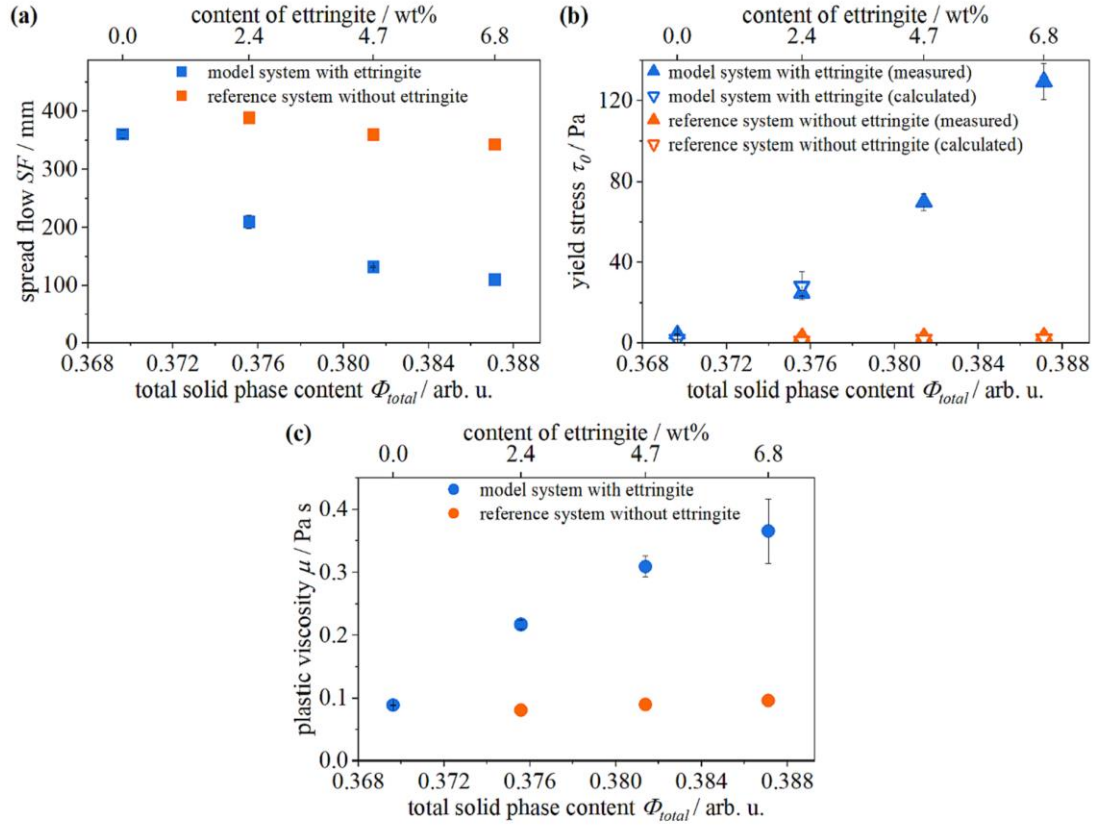 (a)
content of ettringite / wt%
0.0 2.4 4.7 6.8
model system with ettringite
reference system without ettringite
400
300
200
100
0
spread flow SF / mm
0.368 0.372 0.376 0.380 0.384 0.388
total solid phase content Φtotal / arb. u.
(b)
content of ettringite / wt%
0.0 2.4 4.7 6.8
model system with ettringite (measured)
model system with ettringite (calculated)
reference system without ettringite (measured)
reference system without ettringite (calculated)
120
80
40
0
yield stress τ0 / Pa
0.368 0.372 0.376 0.380 0.384 0.388
total solid phase content Φtotal / arb. u.
(c)
content of ettringite / wt%
0.0 2.4 4.7 6.8
model system with ettringite
reference system without ettringite
0.4
0.3
0.2
0.1
0.0
plastic viscosity μ / Pa s
0.368 0.372 0.376 0.380 0.384 0.388
total solid phase content Φtotal / arb. u.